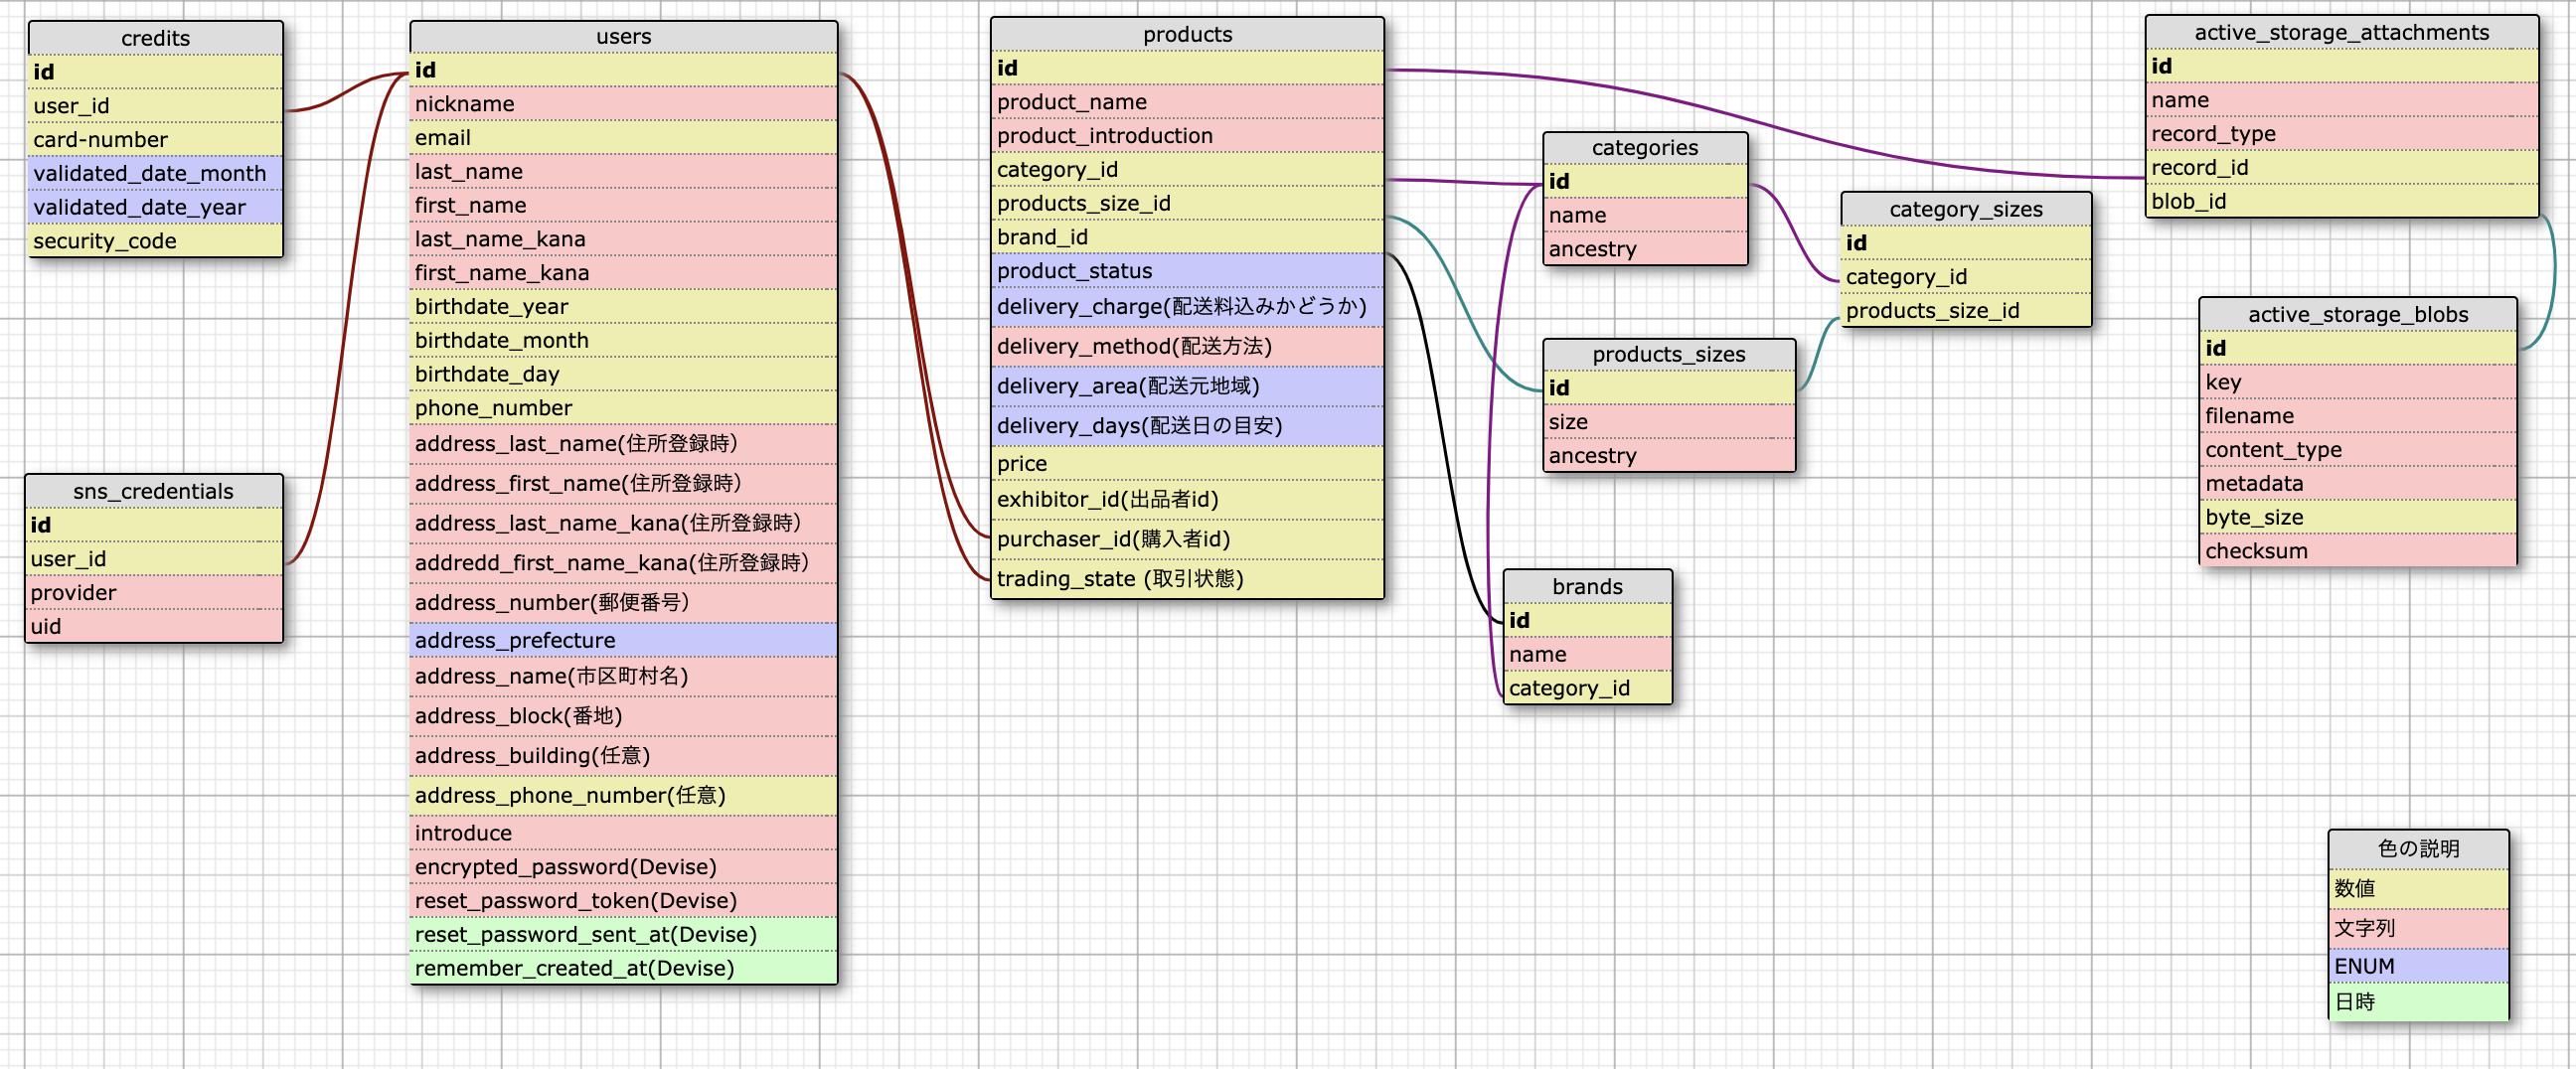 credits
id
user_id
card-number
validated_date_month
validated_date_year
security_code
sns_credentials
id
user_id
provider
uid
users
id
nickname
email
last_name
first_name
last_name_kana
first_name_kana
birthdate_year
birthdate_month
birthdate_day
phone_number
address_last_name(住所登録時）
address_first_name(住所登録時）
address_last_name_kana(住所登録時）
addredd_first_name_kana(住所登録時）
address_number(郵便番号）
address_prefecture
address_name(市区町村名)
address_block(番地)
address_building(任意)
address_phone_number(任意)
introduce
encrypted_password(Devise)
reset_password_token(Devise)
reset_password_sent_at(Devise)
remember_created_at(Devise)
products
id
product_name
product_introduction
category_id
products_size_id
brand_id
product_status
delivery_charge(配送料込みかどうか)
delivery_method(配送方法)
delivery_area(配送元地域)
delivery_days(配送日の目安)
price
exhibitor_id(出品者id)
purchaser_id(購入者id)
trading_state (取引状態)
categories
id
name
ancestry
products_sizes
id
size
ancestry
brands
id
name
category_id
category_sizes
id
category_id
products_size_id
active_storage_attachments
id
name
record_type
record_id
blob_id
active_storage_blobs
id
key
filename
content_type
metadata
byte_size
checksum
色の説明
数値
文字列
ENUM
日時